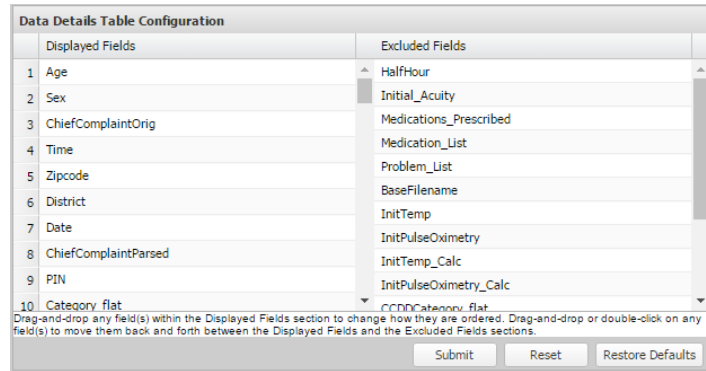 Data Details Table Configuration
Displayed Fields Excluded Fields
1 Age HalfHour
2 Sex Initial_Acuity
3 ChiefComplaintOrig Medications_Prescribed
4 Time Medication_List
5 Zipcode Problem_List
6 District BaseFilename
7 Date InitTemp
8 ChiefComplaintParsed InitPulseOximetry
9 PIN InitTemp_Calc
10 Category_flat InitPulseOximetry_Calc
CCDDCategory_flat
Drag-and-drop any field(s) within the Displayed Fields section to change how they are ordered. Drag-and-drop or double-click on any
field(s) to move them back and forth between the Displayed Fields and the Excluded Fields sections.
Submit Reset Restore Defaults